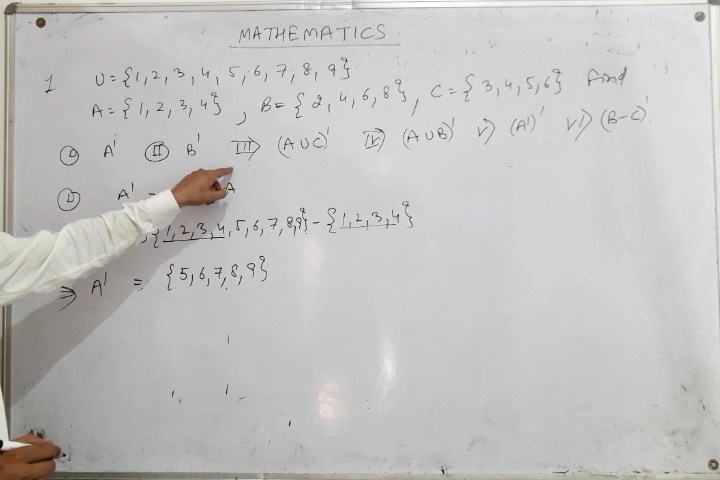 MATHEMATICS
1 U={1,2,3,4,5,6,7,8,9}
A={1,2,3,4}, B={2,4,6,8}, C={3,4,5,6} find
A' II B' III> (A∪C)' IV> (A∪B)' V> (A')' VI> (B-C)'.
A' - A
{1,2,3,4,5,6,7,8,9}-{1,2,3,4}
⇒ A' = {5,6,7,8,9}